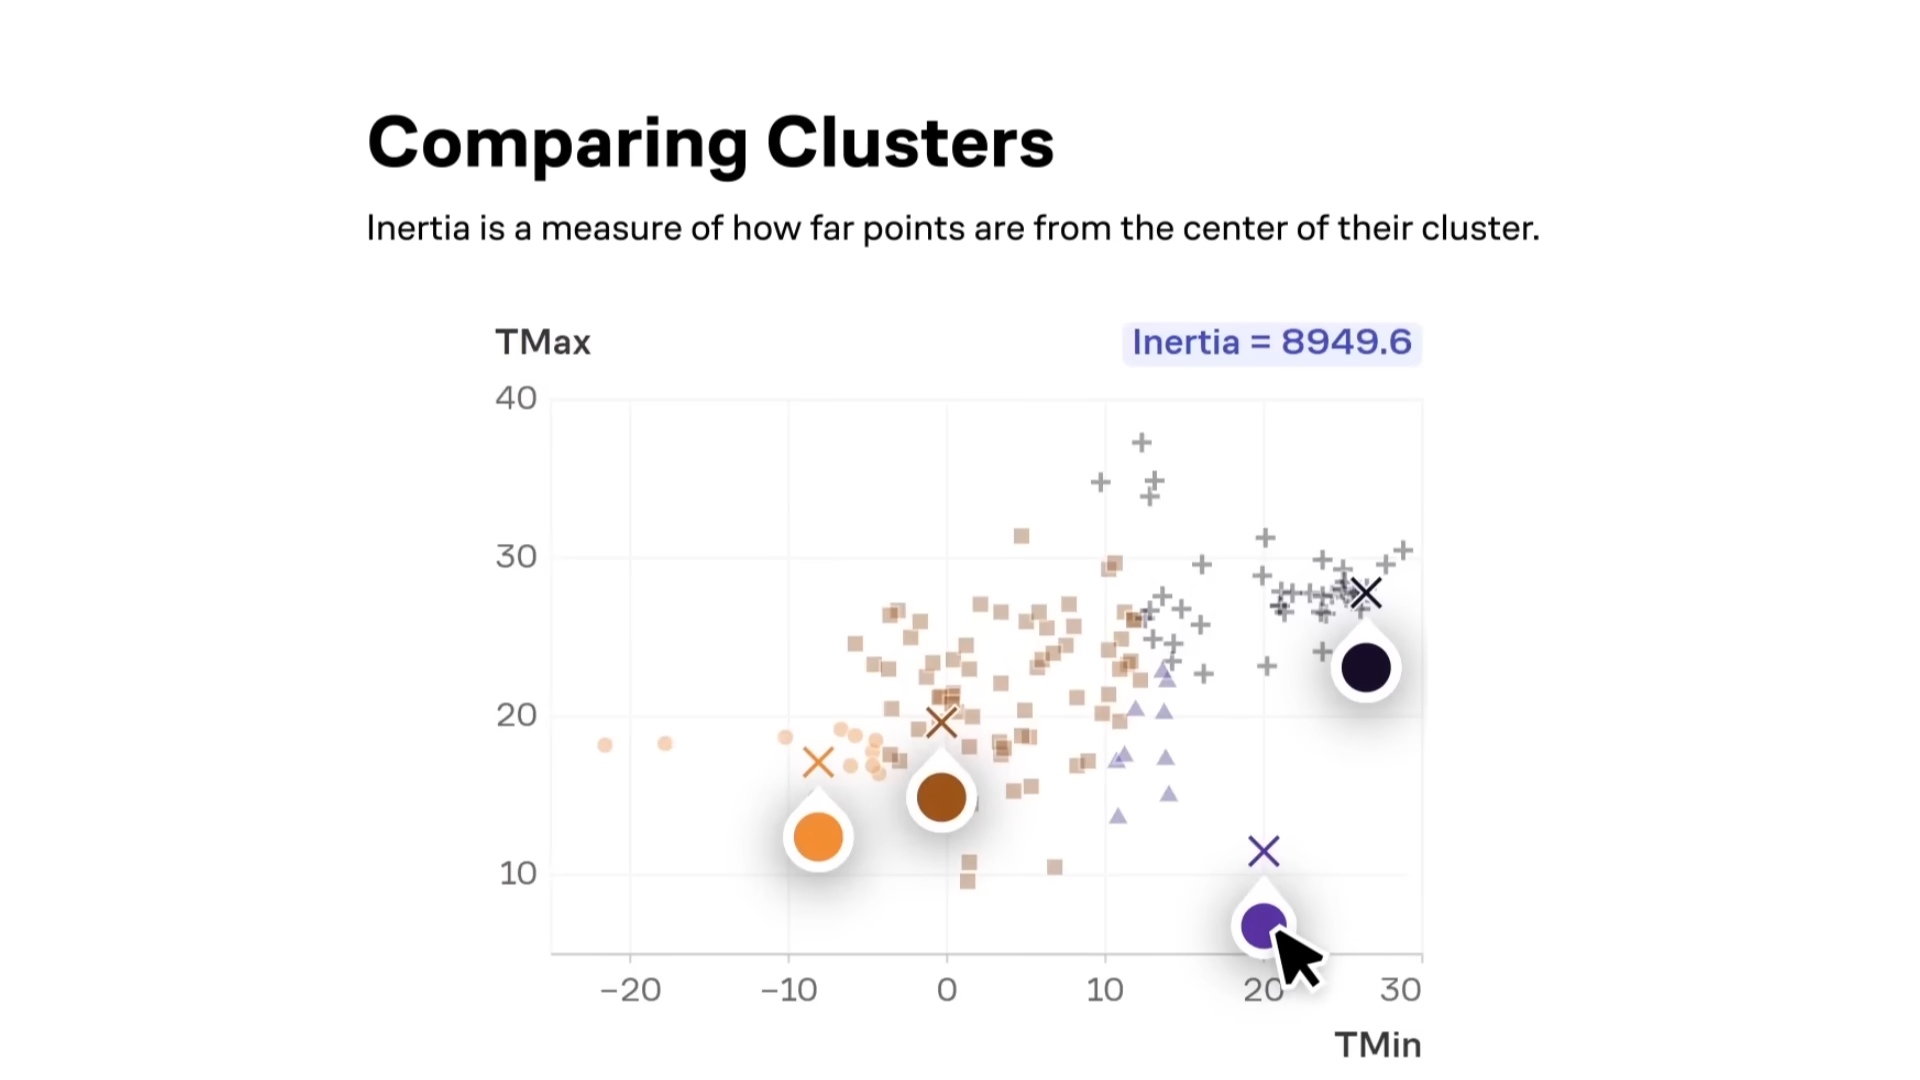 Comparing Clusters
Inertia is a measure of how far points are from the center of their cluster.
TMax
Inertia = 8949.6
40
30
20
10
−20 −10 0 10 20 30
TMin